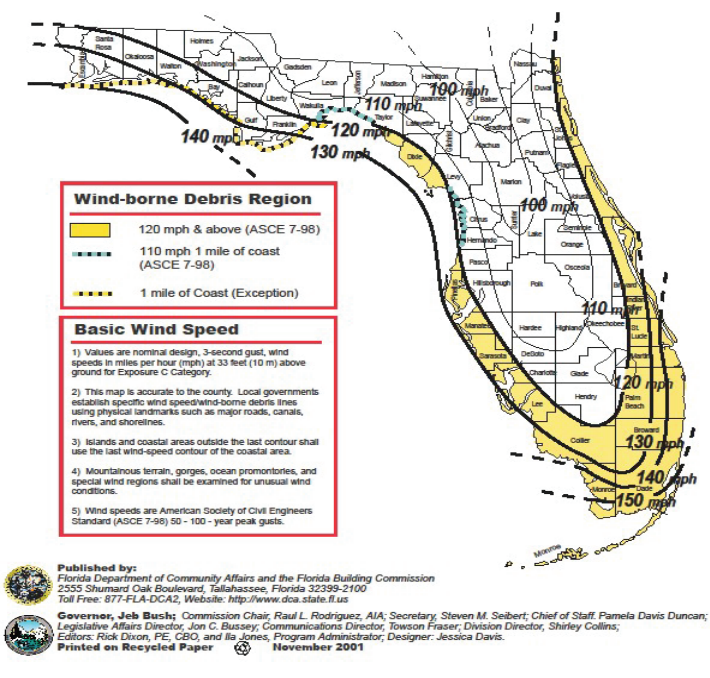 Santa
Rosa
Escambia
Okaloosa
Walton
Holmes
Washington
Bay
Jackson
Calhoun
Gulf
Liberty
Gadsden
Franklin
Leon
Wakulla
Jefferson
Madison
Taylor
Hamilton
Suwannee
Lafayette
Dixie
Columbia
Baker
Union
Bradford
Gilchrist
Alachua
Nassau
Duval
Clay
St.
Johns
Putnam
Flagler
Levy
Marion
Volusia
Citrus
Sumter
Lake
Hernando
Seminole
Orange
Pasco
Osceola
Pinellas
Hillsborough
Polk
Brevard
Indian
River
Manatee
Hardee
Highland
Okeechobee
St.
Lucie
Sarasota
DeSoto
Martin
Charlotte
Glade
Lee
Hendry
Palm
Beach
Broward
Collier
Monroe
Dade
Monroe
100 mph
110 mph
120 mph
130 mph
140 mph
100 mph
110 mph
120 mph
130 mph
140 mph
150 mph
Wind-borne Debris Region
120 mph & above (ASCE 7-98)
110 mph 1 mile of coast
(ASCE 7-98)
1 mile of Coast (Exception)
Basic Wind Speed
1) Values are nominal design, 3-second gust, wind
speeds in miles per hour (mph) at 33 feet (10 m) above
ground for Exposure C Category.
2) This map is accurate to the county. Local governments
establish specific wind speed/wind-borne debris lines
using physical landmarks such as major roads, canals,
rivers, and shorelines.
3) Islands and coastal areas outside the last contour shall
use the last wind-speed contour of the coastal area.
4) Mountainous terrain, gorges, ocean promontories, and
special wind regions shall be examined for unusual wind
conditions.
5) Wind speeds are American Society of Civil Engineers
Standard (ASCE 7-98) 50 - 100 - year peak gusts.
Published by:
Florida Department of Community Affairs and the Florida Building Commission
2555 Shumard Oak Boulevard, Tallahassee, Florida 32399-2100
Toll Free: 877-FLA-DCA2, Website: http://www.dca.state.fl.us
Governor, Jeb Bush; Commission Chair, Raul L. Rodriguez, AIA; Secretary, Steven M. Seibert; Chief of Staff. Pamela Davis Duncan;
Legislative Affairs Director, Jon C. Bussey; Communications Director, Towson Fraser; Division Director, Shirley Collins;
Editors: Rick Dixon, PE, CBO, and Ila Jones, Program Administrator; Designer: Jessica Davis.
Printed on Recycled Paper November 2001